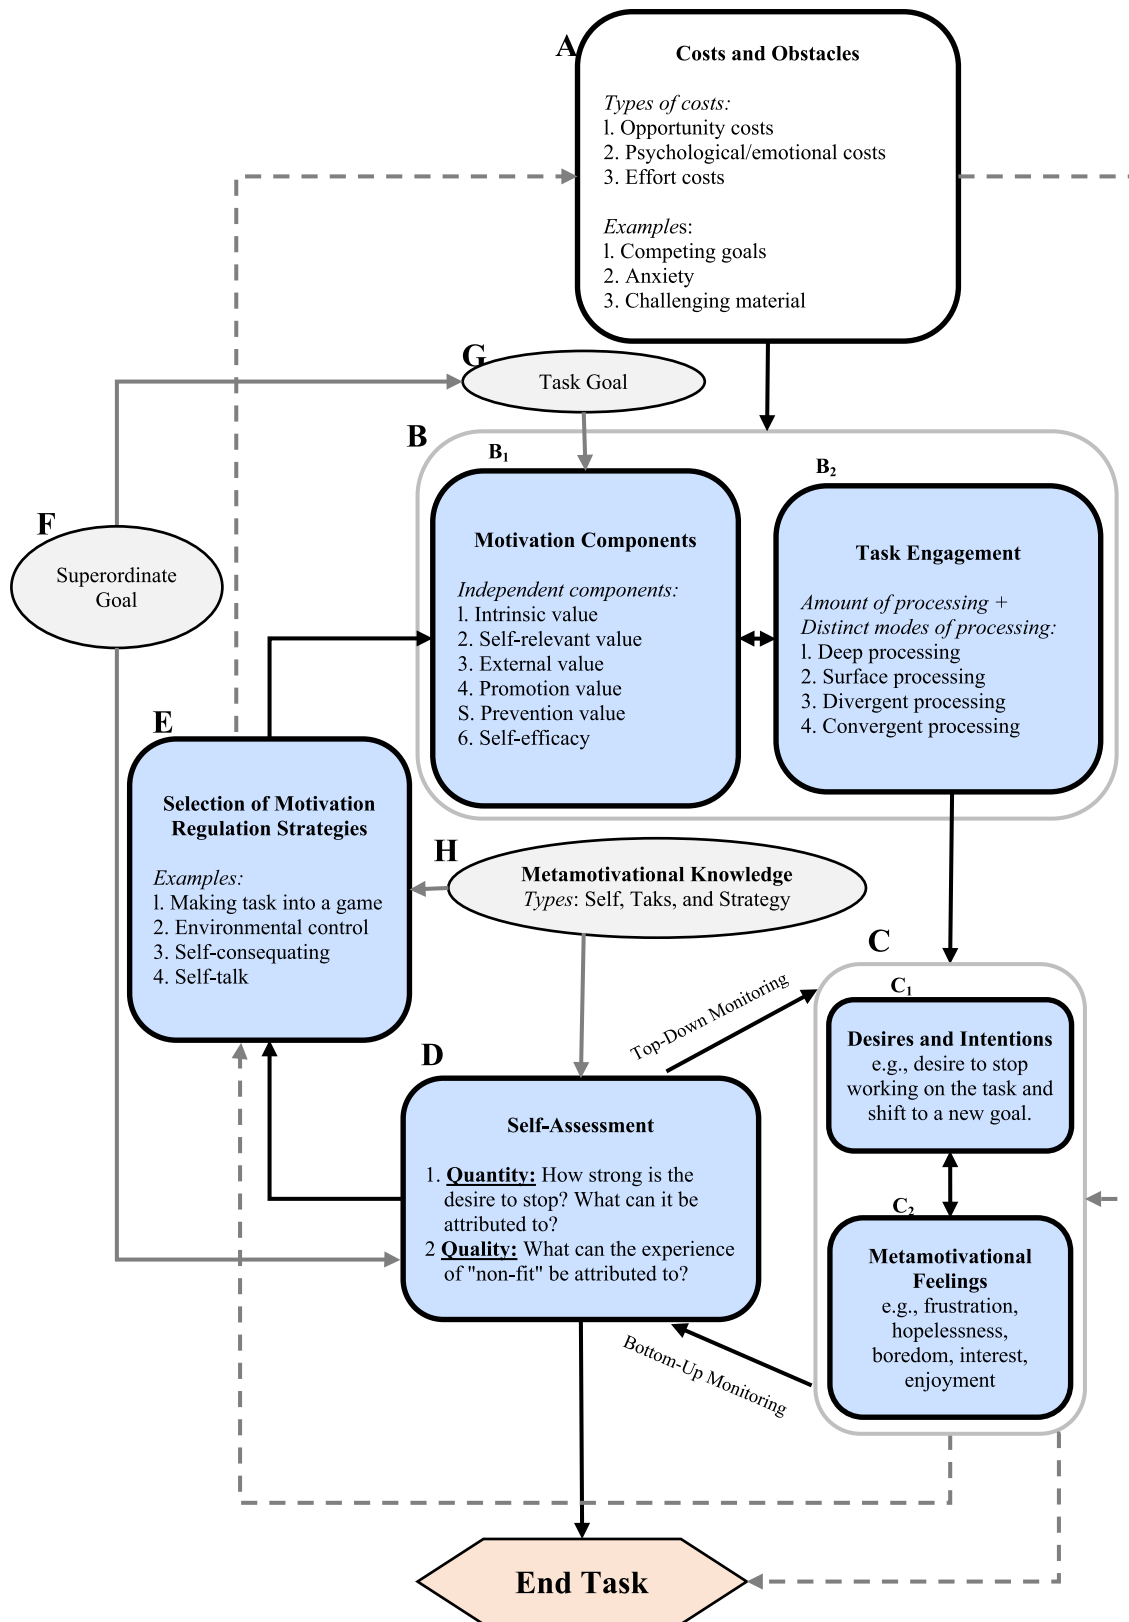 A
Costs and Obstacles
Types of costs:
l. Opportunity costs
2. Psychological/emotional costs
3. Effort costs
Examples:
l. Competing goals
2. Anxiety
3. Challenging material
G
Task Goal
B
B1
Motivation Components
Independent components:
l. Intrinsic value
2. Self-relevant value
3. External value
4. Promotion value
S. Prevention value
6. Self-efficacy
B2
Task Engagement
Amount of processing +
Distinct modes of processing:
l. Deep processing
2. Surface processing
3. Divergent processing
4. Convergent processing
F
Superordinate
Goal
E
Selection of Motivation
Regulation Strategies
Examples:
l. Making task into a game
2. Environmental control
3. Self-consequating
4. Self-talk
H
Metamotivational Knowledge
Types: Self, Taks, and Strategy
C
C1
Desires and Intentions
e.g., desire to stop
working on the task and
shift to a new goal.
C2
Metamotivational
Feelings
e.g., frustration,
hopelessness,
boredom, interest,
enjoyment
Top-Down Monitoring
D
Self-Assessment
1. Quantity: How strong is the
desire to stop? What can it be
attributed to?
2 Quality: What can the experience
of "non-fit" be attributed to?
Bottom-Up Monitoring
End Task